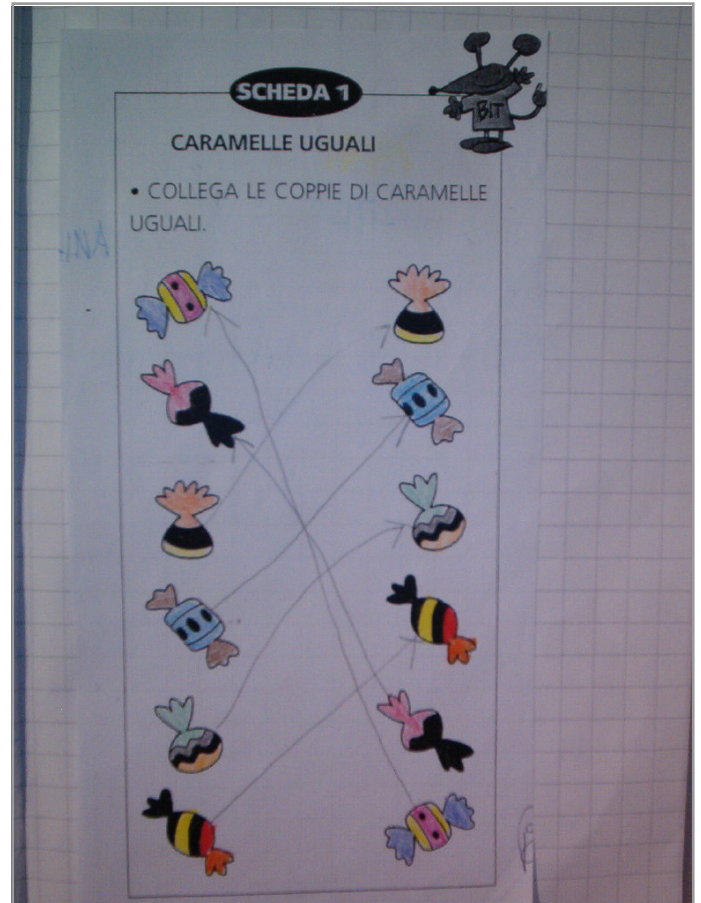 SCHEDA 1
BIT
CARAMELLE UGUALI
• COLLEGA LE COPPIE DI CARAMELLE
UGUALI.